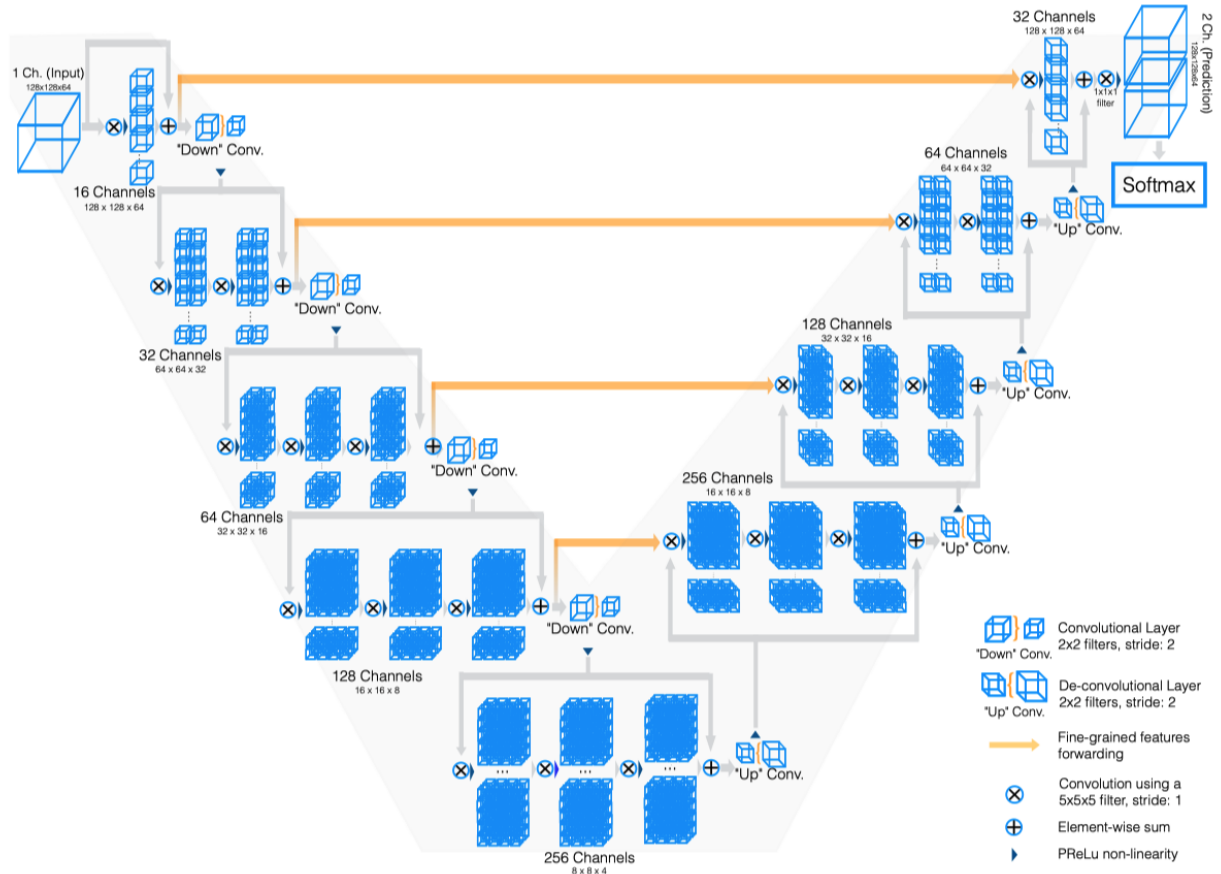 1 Ch. (Input)
128x128x64
"Down" Conv.
16 Channels
128 x 128 x 64
"Down" Conv.
32 Channels
64 x 64 x 32
"Down" Conv.
64 Channels
32 x 32 x 16
"Down" Conv.
128 Channels
16 x 16 x 8
...
...
...
256 Channels
8 x 8 x 4
"Up" Conv.
256 Channels
16 x 16 x 8
"Up" Conv.
128 Channels
32 x 32 x 16
"Up" Conv.
64 Channels
64 x 64 x 32
"Up" Conv.
32 Channels
128 x 128 x 64
1x1x1
filter
2 Ch. (Prediction)
128x128x64
Softmax
"Down" Conv.
Convolutional Layer
2x2 filters, stride: 2
"Up" Conv.
De-convolutional Layer
2x2 filters, stride: 2
Fine-grained features
forwarding
Convolution using a
5x5x5 filter, stride: 1
Element-wise sum
PReLu non-linearity